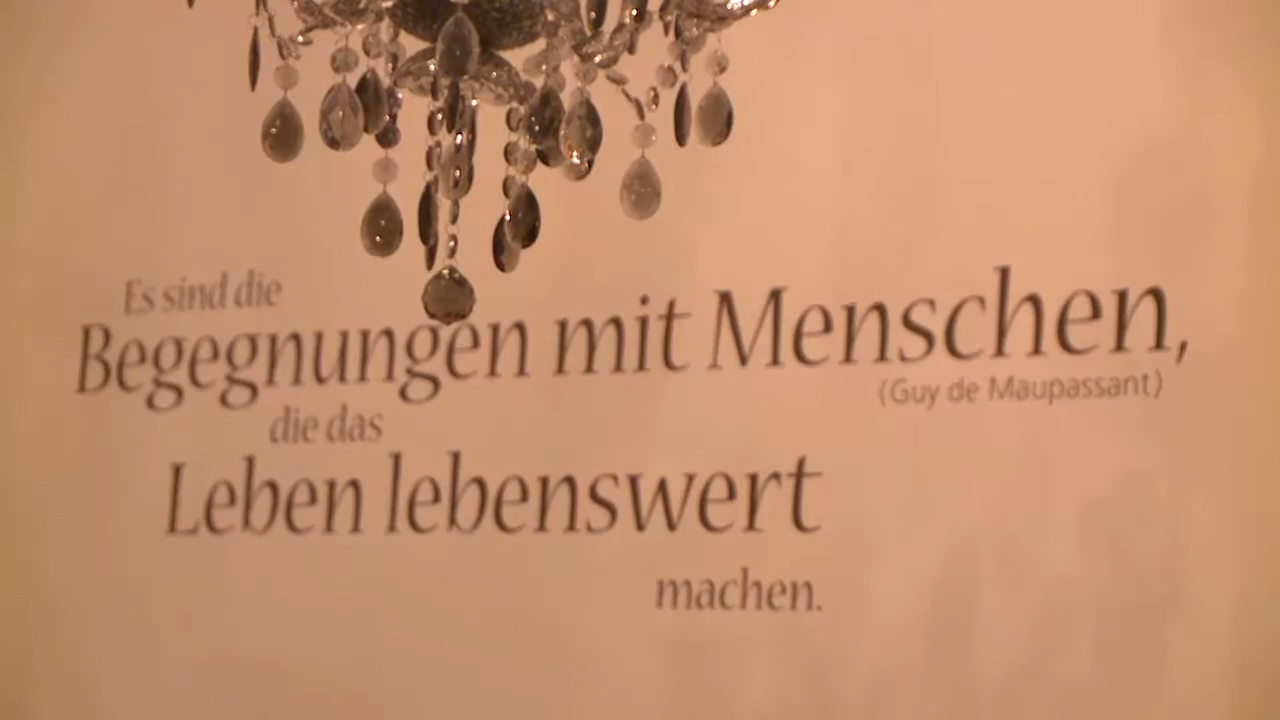 Es sind die
Begegnungen mit Menschen,
(Guy de Maupassant)
die das
Leben lebenswert
machen.